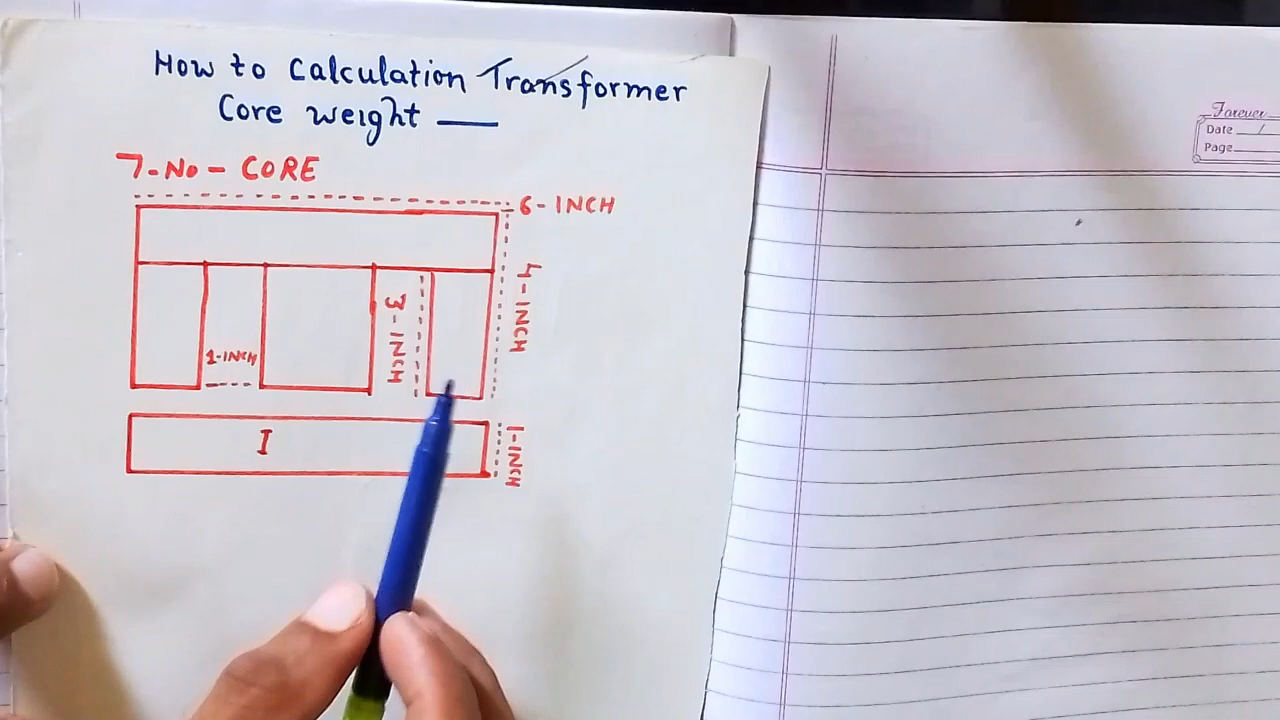 How to Calculation Transformer
Core weight —
7-No - CORE
6-INCH
4-INCH
3-INCH
1-INCH
I
1-INCH
Forever
Date
Page